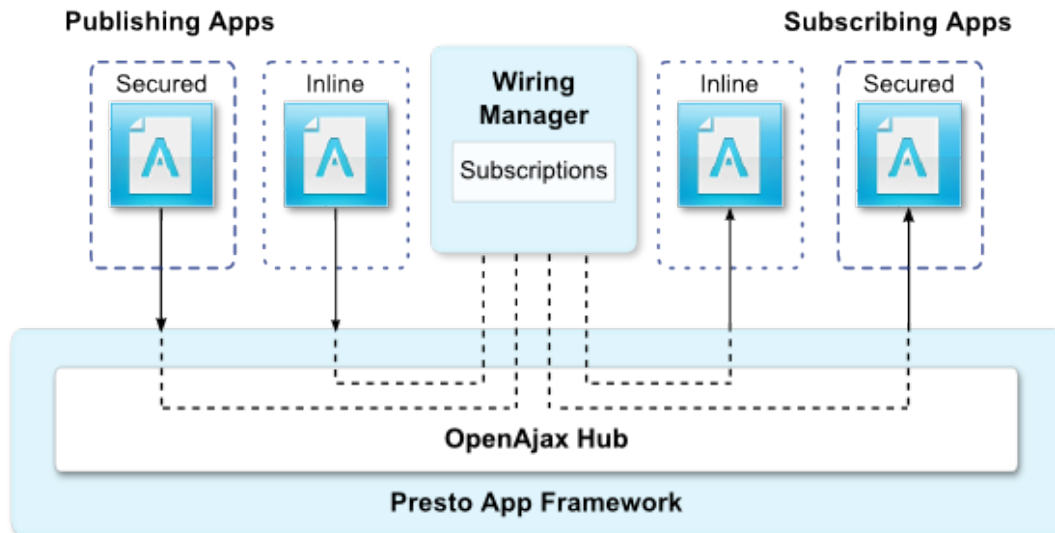 Publishing Apps
Subscribing Apps
Secured
Inline
Wiring
Manager
Subscriptions
Inline
Secured
OpenAjax Hub
Presto App Framework